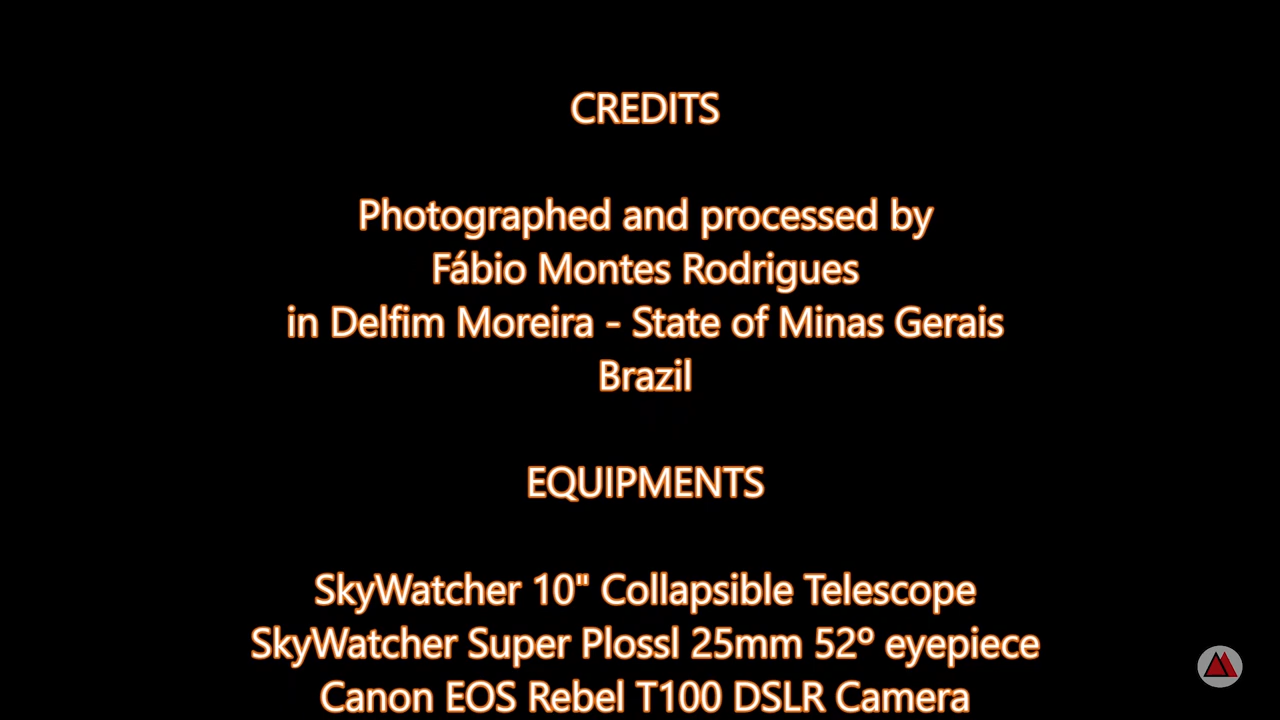 CREDITS
Photographed and processed by
Fábio Montes Rodrigues
in Delfim Moreira - State of Minas Gerais
Brazil
EQUIPMENTS
SkyWatcher 10" Collapsible Telescope
SkyWatcher Super Plossl 25mm 52º eyepiece
Canon EOS Rebel T100 DSLR Camera